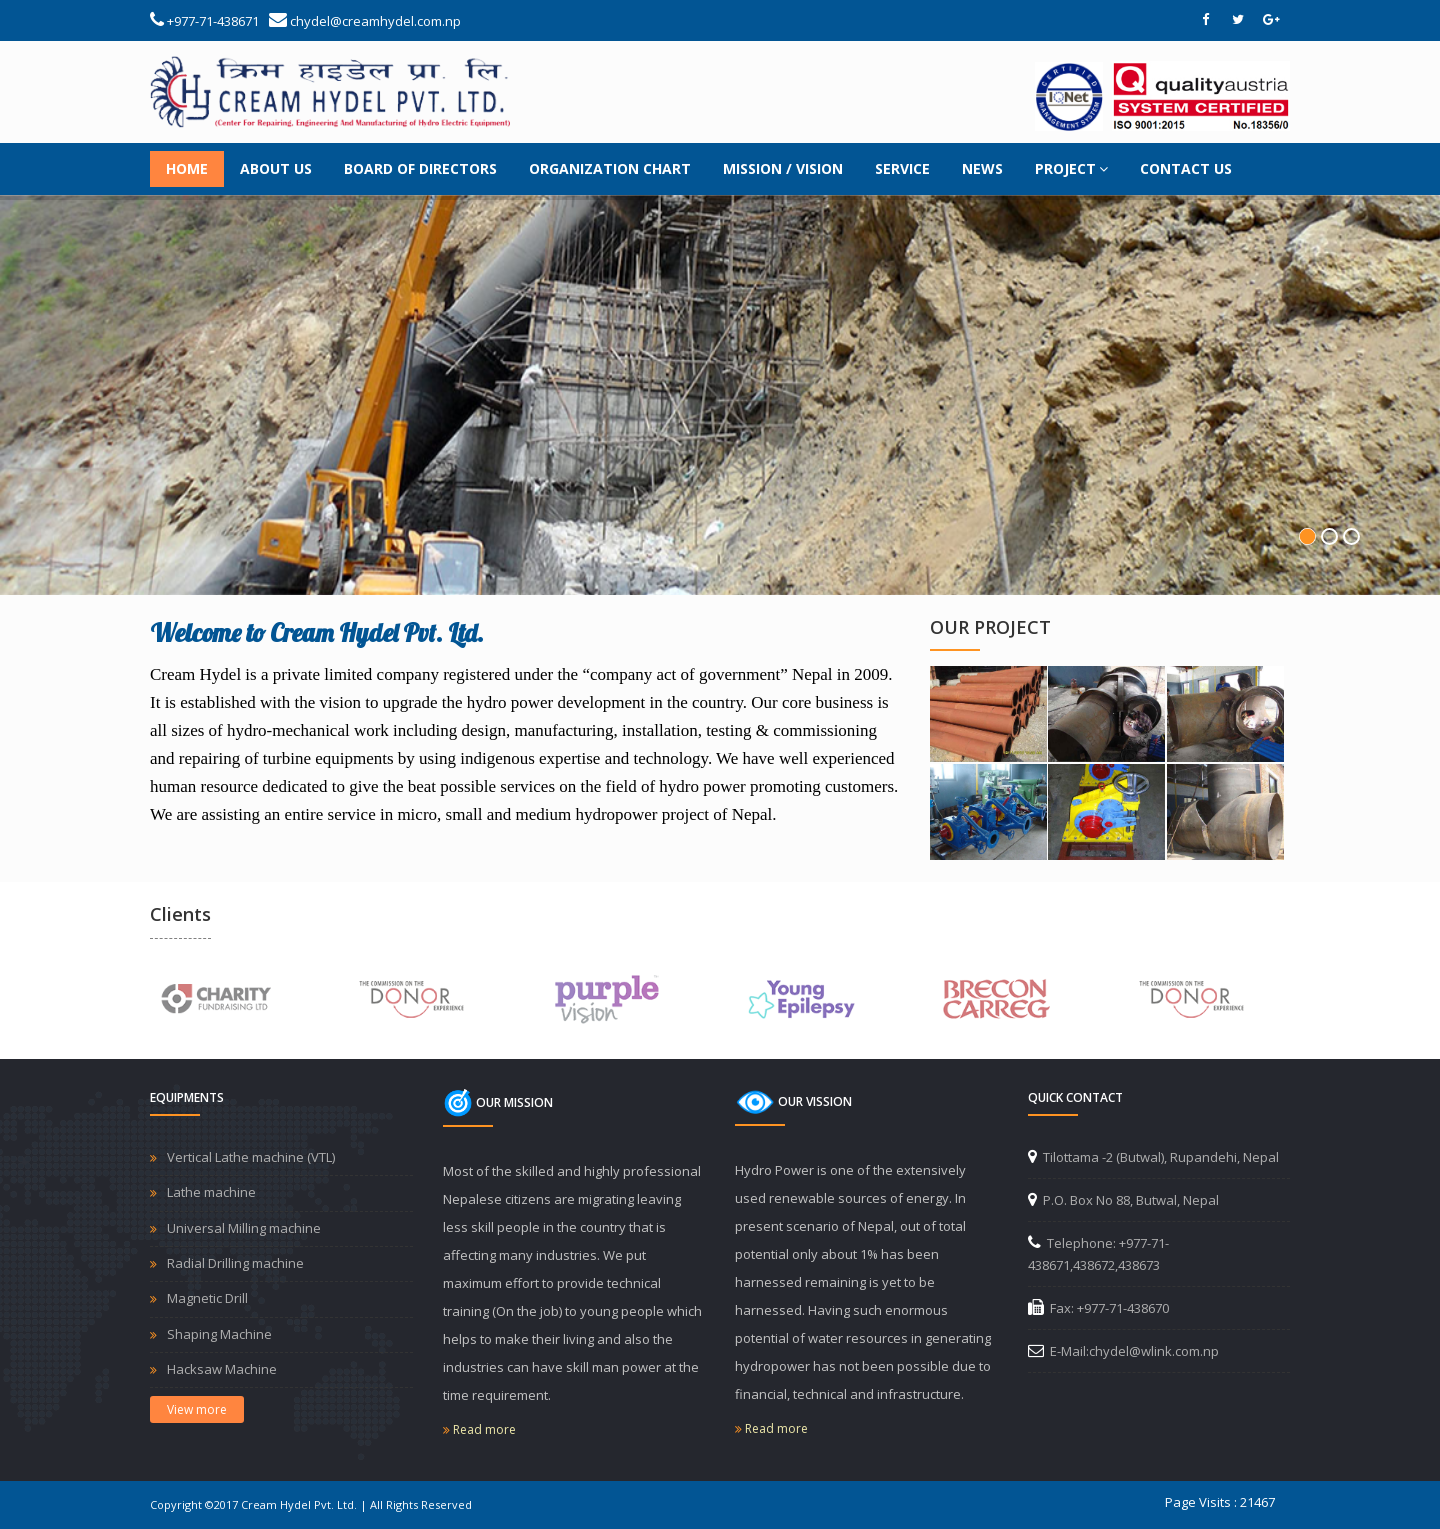 +977-71-438671 chydel@creamhydel.com.np
क्रिम हाइडेल प्रा. लि.
CREAM HYDEL PVT. LTD.
(Center For Repairing, Engineering And Manufacturing of Hydro Electric Equipment)
CERTIFIED
IQNet
MANAGEMENT SYSTEM
Q qualityaustria
SYSTEM CERTIFIED
ISO 9001:2015 No.18356/0
HOME ABOUT US BOARD OF DIRECTORS ORGANIZATION CHART MISSION / VISION SERVICE NEWS PROJECT CONTACT US
Welcome to Cream Hydel Pvt. Ltd.
Cream Hydel is a private limited company registered under the “company act of government” Nepal in 2009.
It is established with the vision to upgrade the hydro power development in the country. Our core business is
all sizes of hydro-mechanical work including design, manufacturing, installation, testing & commissioning
and repairing of turbine equipments by using indigenous expertise and technology. We have well experienced
human resource dedicated to give the beat possible services on the field of hydro power promoting customers.
We are assisting an entire service in micro, small and medium hydropower project of Nepal.
OUR PROJECT
Clients
CHARITY
FUNDRAISING LTD
THE COMMISSION ON THE
DONOR
EXPERIENCE
purple
vision
Young
Epilepsy
BRECON
CARREG
THE COMMISSION ON THE
DONOR
EXPERIENCE
EQUIPMENTS
Vertical Lathe machine (VTL)
Lathe machine
Universal Milling machine
Radial Drilling machine
Magnetic Drill
Shaping Machine
Hacksaw Machine
View more
OUR MISSION
Most of the skilled and highly professional
Nepalese citizens are migrating leaving
less skill people in the country that is
affecting many industries. We put
maximum effort to provide technical
training (On the job) to young people which
helps to make their living and also the
industries can have skill man power at the
time requirement.
» Read more
OUR VISSION
Hydro Power is one of the extensively
used renewable sources of energy. In
present scenario of Nepal, out of total
potential only about 1% has been
harnessed remaining is yet to be
harnessed. Having such enormous
potential of water resources in generating
hydropower has not been possible due to
financial, technical and infrastructure.
» Read more
QUICK CONTACT
Tilottama -2 (Butwal), Rupandehi, Nepal
P.O. Box No 88, Butwal, Nepal
Telephone: +977-71-
438671,438672,438673
Fax: +977-71-438670
E-Mail:chydel@wlink.com.np
Copyright ©2017 Cream Hydel Pvt. Ltd. | All Rights Reserved
Page Visits : 21467